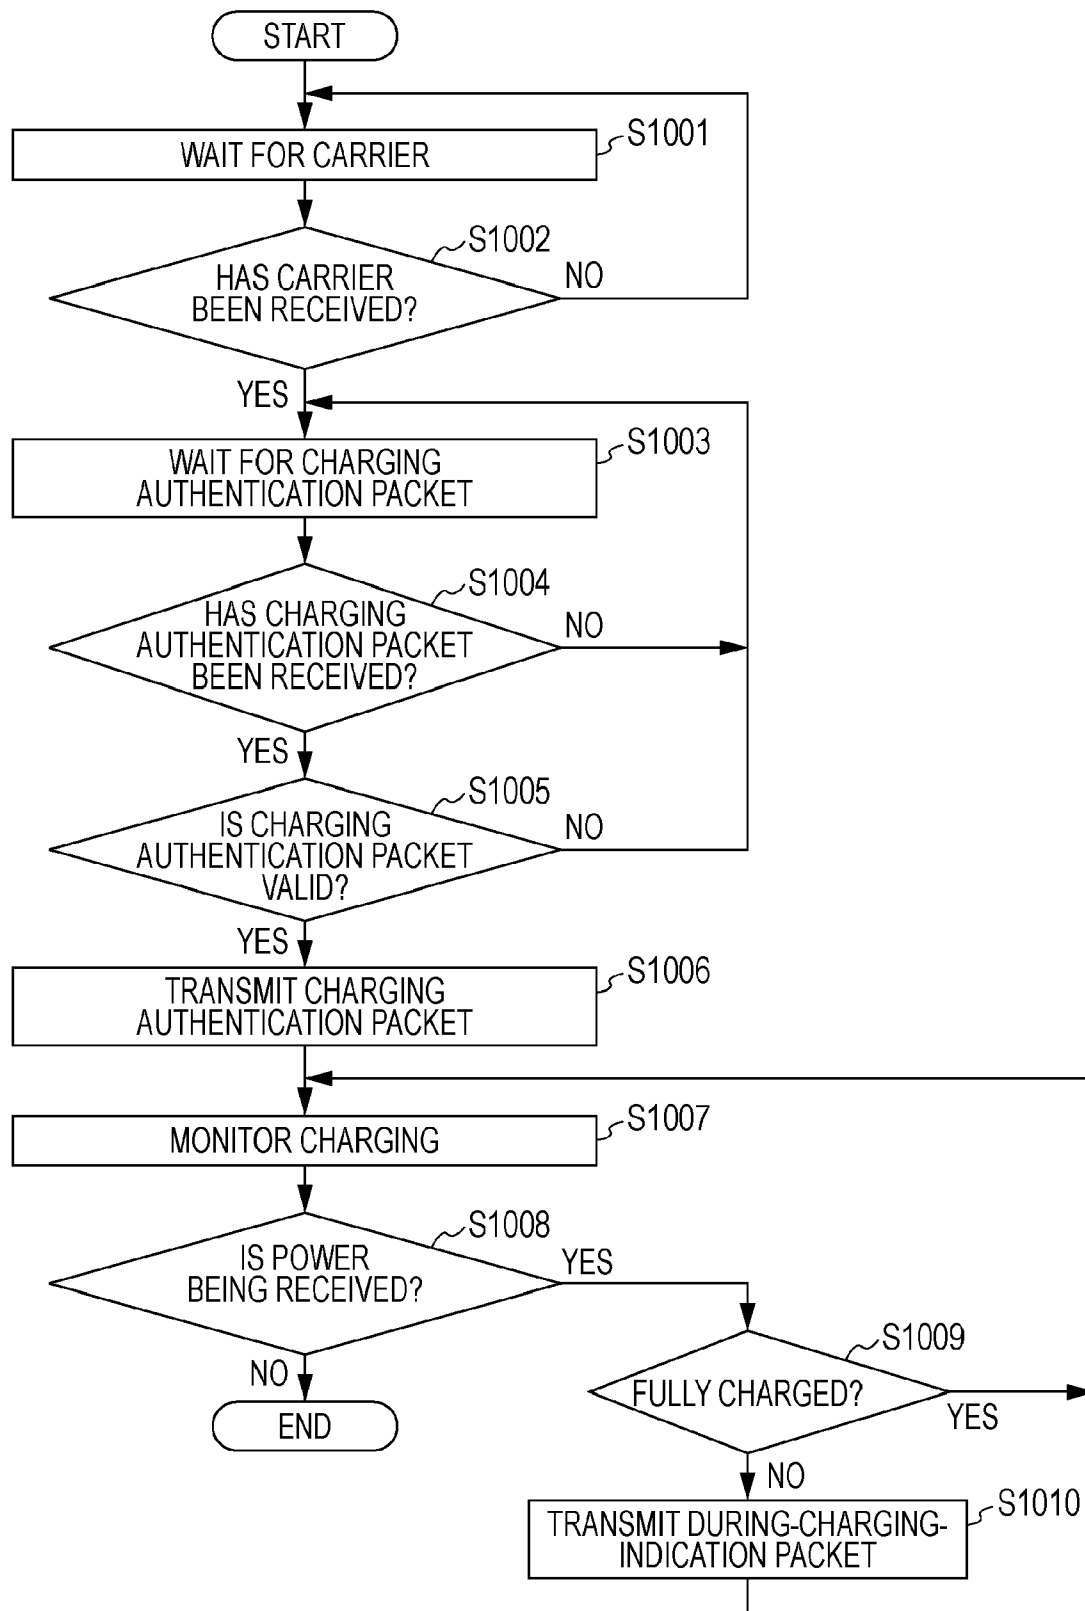 START
S1001
WAIT FOR CARRIER
S1002
HAS CARRIER
BEEN RECEIVED?
NO
YES
S1003
WAIT FOR CHARGING
AUTHENTICATION PACKET
S1004
HAS CHARGING
AUTHENTICATION PACKET
BEEN RECEIVED?
NO
YES
S1005
IS CHARGING
AUTHENTICATION PACKET
VALID?
NO
YES
S1006
TRANSMIT CHARGING
AUTHENTICATION PACKET
S1007
MONITOR CHARGING
S1008
IS POWER
BEING RECEIVED?
YES
NO
END
S1009
FULLY CHARGED?
YES
NO
S1010
TRANSMIT DURING-CHARGING-
INDICATION PACKET